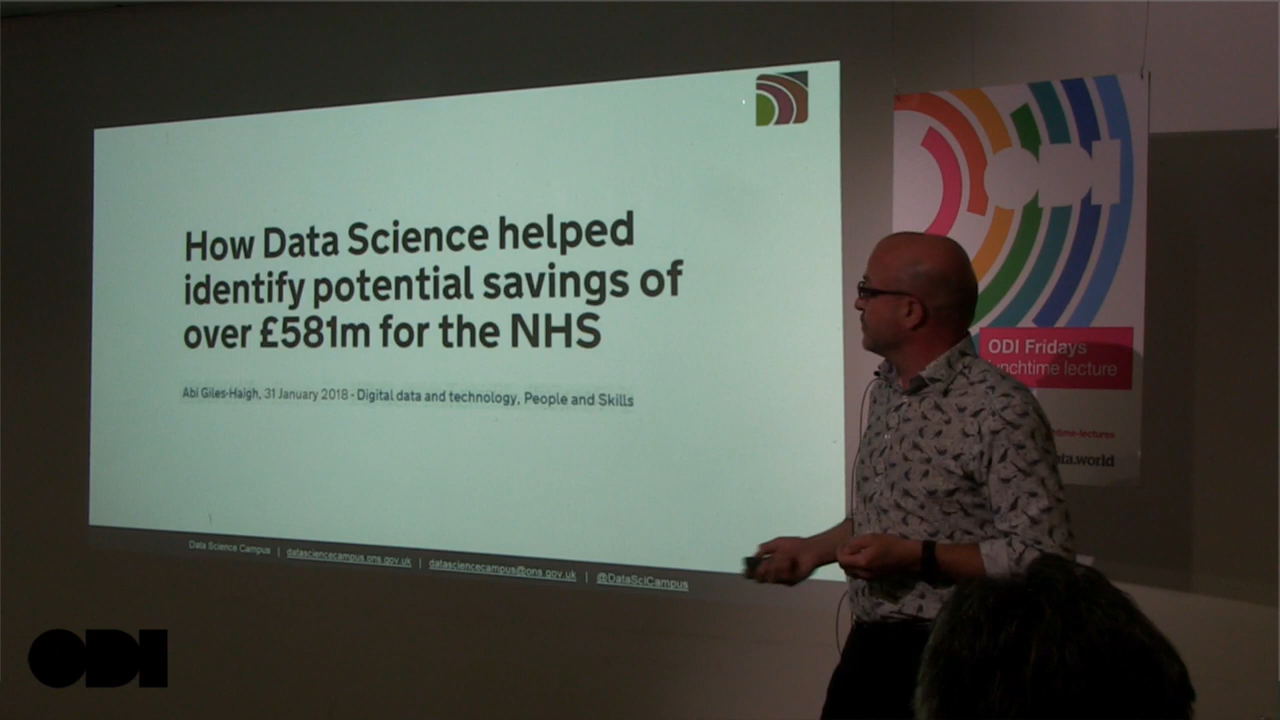 How Data Science helped
identify potential savings of
over £581m for the NHS
Abi Giles-Haigh, 31 January 2018 - Digital data and technology, People and Skills
Data Science Campus | datasciencecampus.ons.gov.uk | datasciencecampus@ons.gov.uk | @DataSciCampus
ODI Fridays
lunchtime lecture
data.world
ODI